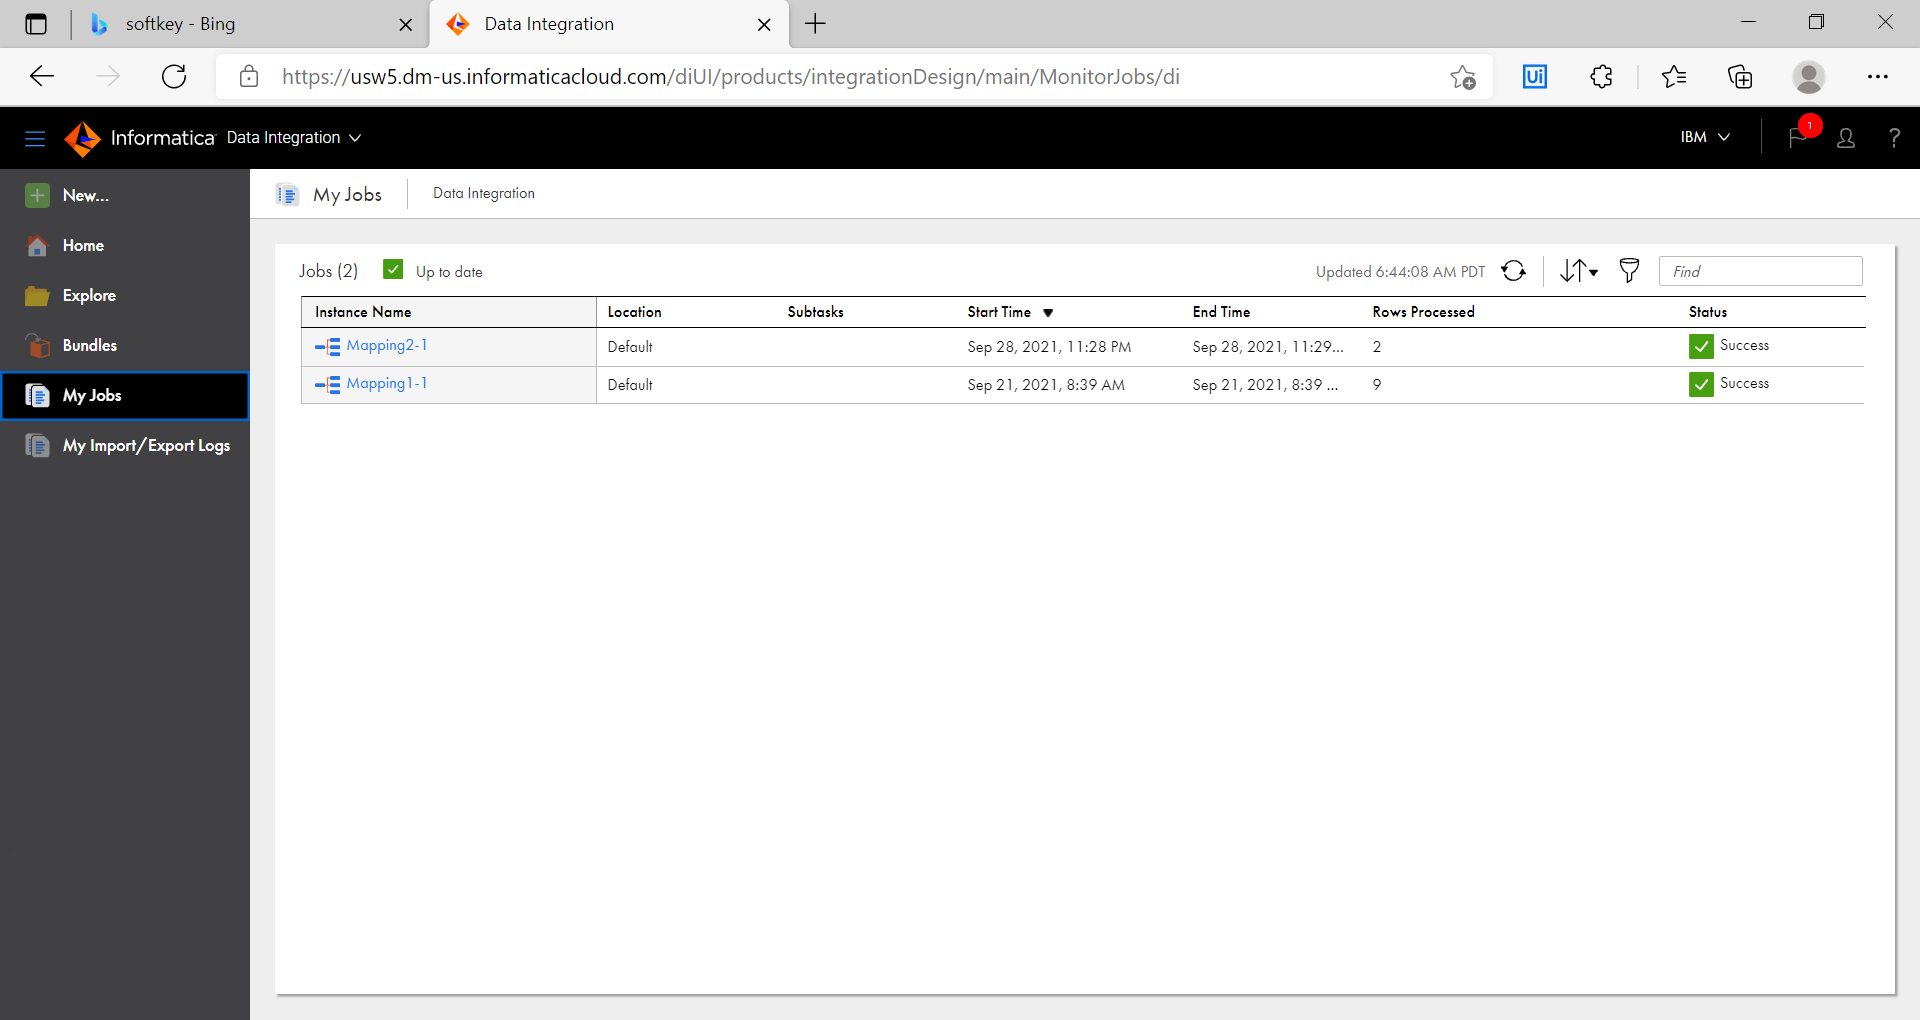 softkey - Bing
Data Integration
https://usw5.dm-us.informaticacloud.com/diUI/products/integrationDesign/main/MonitorJobs/di
Ui
Informatica Data Integration
IBM
1
?
New...
Home
Explore
Bundles
My Jobs
My Import/Export Logs
My Jobs
Data Integration
Jobs (2)
Up to date
Updated 6:44:08 AM PDT
Find
Instance Name Location Subtasks Start Time End Time Rows Processed Status
Mapping2-1 Default Sep 28, 2021, 11:28 PM Sep 28, 2021, 11:29... 2 Success
Mapping1-1 Default Sep 21, 2021, 8:39 AM Sep 21, 2021, 8:39 ... 9 Success